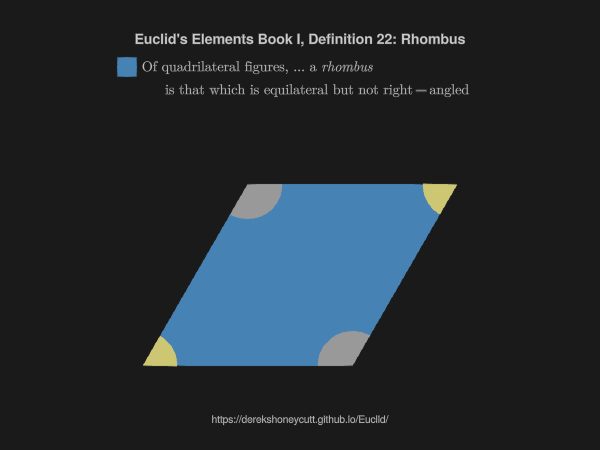 Euclid's Elements Book I, Definition 22: Rhombus
Of quadrilateral figures, ... a rhombus
is that which is equilateral but not right-angled
https://derekshoneycutt.github.io/Euclid/